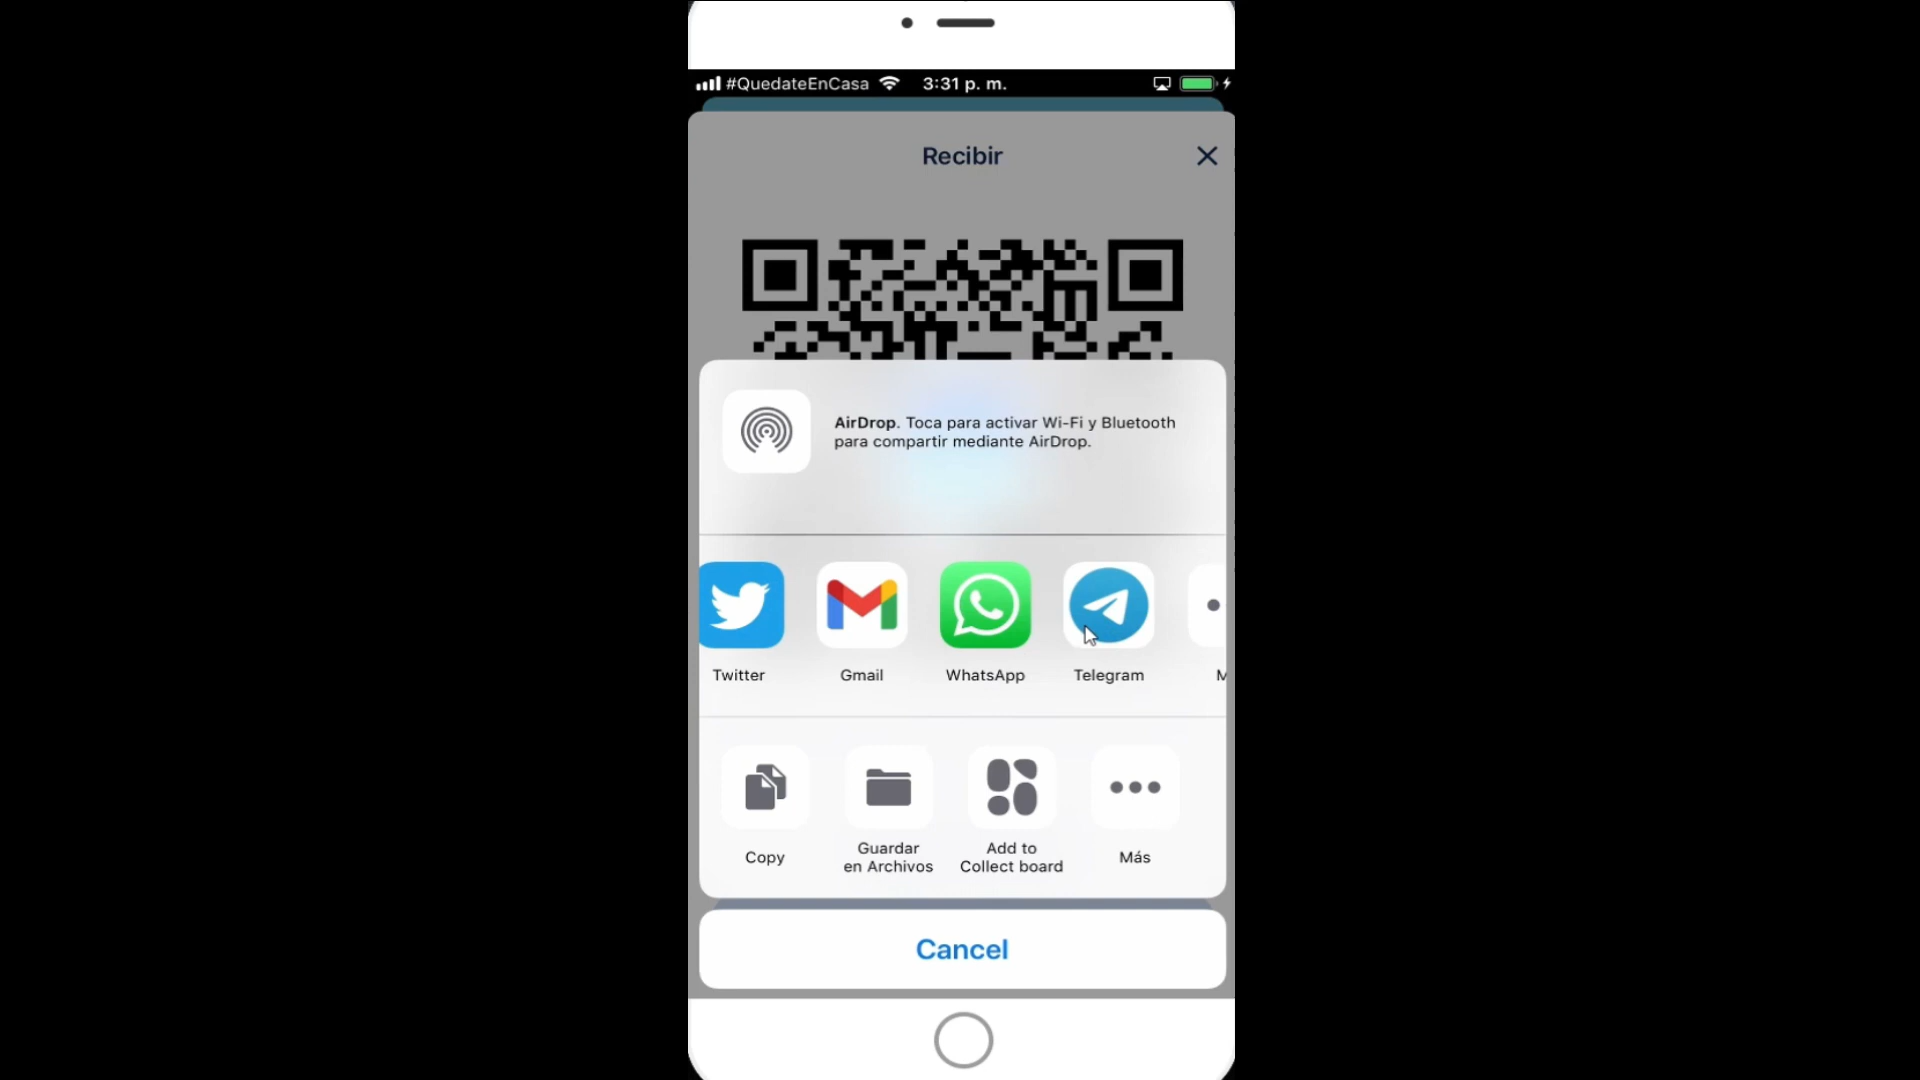 #QuedateEnCasa 3:31 p. m.
Recibir
AirDrop. Toca para activar Wi-Fi y Bluetooth
para compartir mediante AirDrop.
Twitter Gmail WhatsApp Telegram M
Copy
Guardar
en Archivos
Add to
Collect board
Más
Cancel